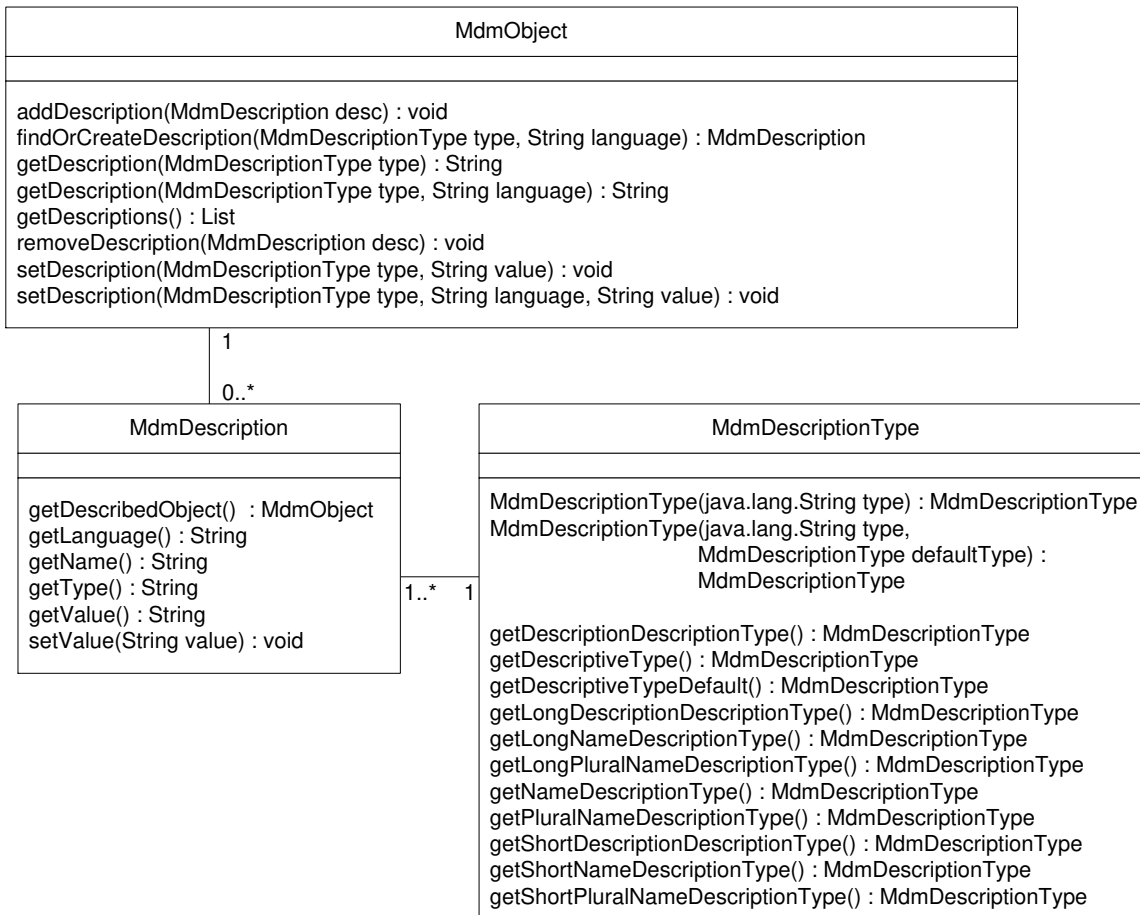 MdmObject
addDescription(MdmDescription desc) : void
findOrCreateDescription(MdmDescriptionType type, String language) : MdmDescription
getDescription(MdmDescriptionType type) : String
getDescription(MdmDescriptionType type, String language) : String
getDescriptions() : List
removeDescription(MdmDescription desc) : void
setDescription(MdmDescriptionType type, String value) : void
setDescription(MdmDescriptionType type, String language, String value) : void
1
0..*
MdmDescription
getDescribedObject() : MdmObject
getLanguage() : String
getName() : String
getType() : String
getValue() : String
setValue(String value) : void
1..* 1
MdmDescriptionType
MdmDescriptionType(java.lang.String type) : MdmDescriptionType
MdmDescriptionType(java.lang.String type,
MdmDescriptionType defaultType) :
MdmDescriptionType
getDescriptionDescriptionType() : MdmDescriptionType
getDescriptiveType() : MdmDescriptionType
getDescriptiveTypeDefault() : MdmDescriptionType
getLongDescriptionDescriptionType() : MdmDescriptionType
getLongNameDescriptionType() : MdmDescriptionType
getLongPluralNameDescriptionType() : MdmDescriptionType
getNameDescriptionType() : MdmDescriptionType
getPluralNameDescriptionType() : MdmDescriptionType
getShortDescriptionDescriptionType() : MdmDescriptionType
getShortNameDescriptionType() : MdmDescriptionType
getShortPluralNameDescriptionType() : MdmDescriptionType